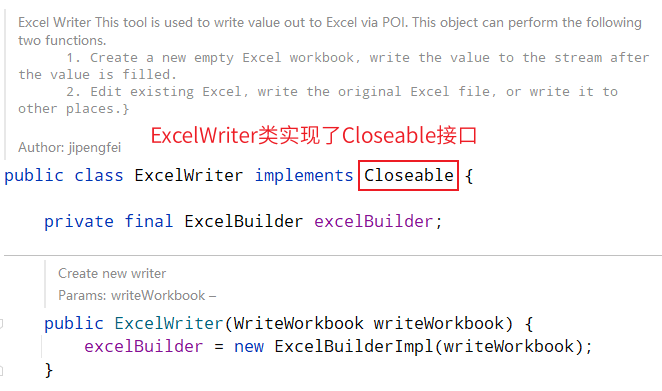 Excel Writer This tool is used to write value out to Excel via POI. This object can perform the following
two functions.
1. Create a new empty Excel workbook, write the value to the stream after
the value is filled.
2. Edit existing Excel, write the original Excel file, or write it to
other places.}
ExcelWriter类实现了Closeable接口
Author: jipengfei
public class ExcelWriter implements Closeable {
private final ExcelBuilder excelBuilder;
Create new writer
Params: writeWorkbook –
public ExcelWriter(WriteWorkbook writeWorkbook) {
excelBuilder = new ExcelBuilderImpl(writeWorkbook);
}